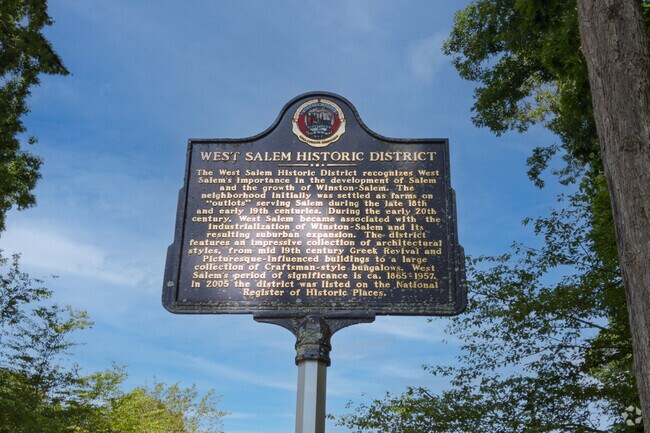 WEST SALEM HISTORIC DISTRICT
The West Salem Historic District recognizes West
Salem's importance in the development of Salem
and the growth of Winston-Salem. The
neighborhood initially was settled as farms on
"outlots" serving Salem during the late 18th
and early 19th centuries. During the early 20th
century, West Salem became associated with the
industrialization of Winston-Salem and its
resulting suburban expansion. The district
features an impressive collection of architectural
styles, from mid 19th century Greek Revival and
Picturesque-Influenced buildings to a large
collection of Craftsman-style bungalows. West
Salem's period of significance is ca. 1865-1957.
In 2005 the district was listed on the National
Register of Historic Places.